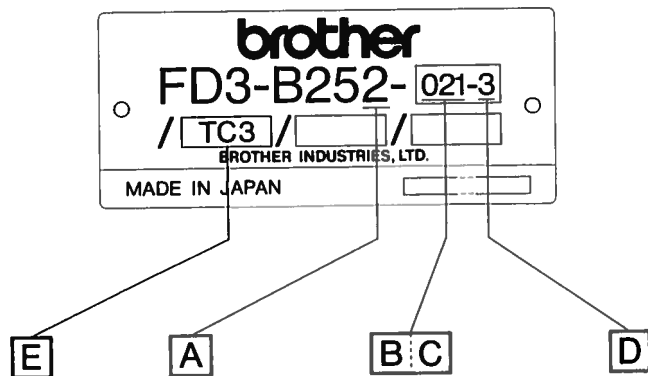 brother
FD3-B252- 021-3
/ TC3 / /
BROTHER INDUSTRIES, LTD.
MADE IN JAPAN
E A B C D